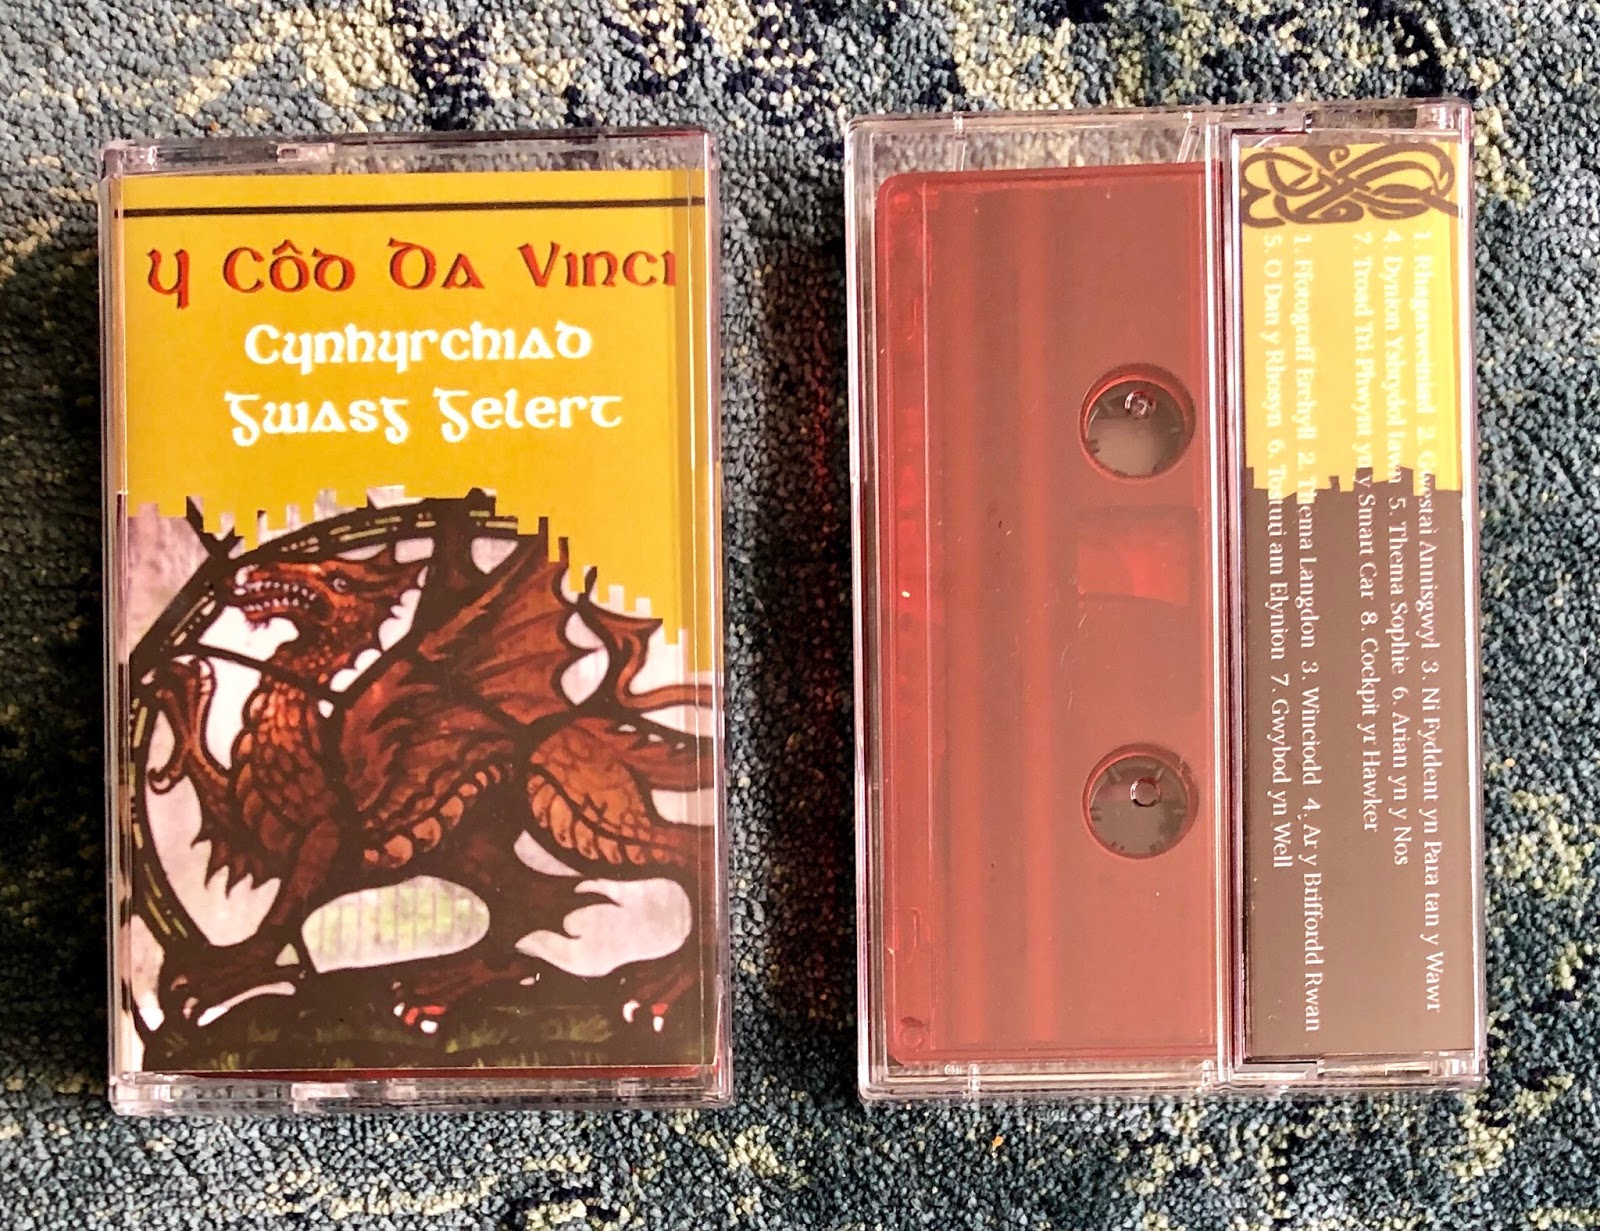 Y Côd Da Vinci
Cynhyrchiad
Gwasg Gelert
1. Rhagarweiniad 2. Gwestai Annisgwyl 3. Ni Fyddent yn Para tan y Wawr
4. Dynion Ysbrydol Iawn 5. Thema Sophie 6. Arian yn y Nos
7. Troed Tri-Phwynt yn y Smart Car 8. Cockpit yr Hawker
1. Ffotograff Erchyll 2. Thema Langdon 3. Winciodd 4. Ar y Briffordd Rwan
5. O Dan y Rhosyn 6. Tosturi am Elynion 7. Gwybod yn Well